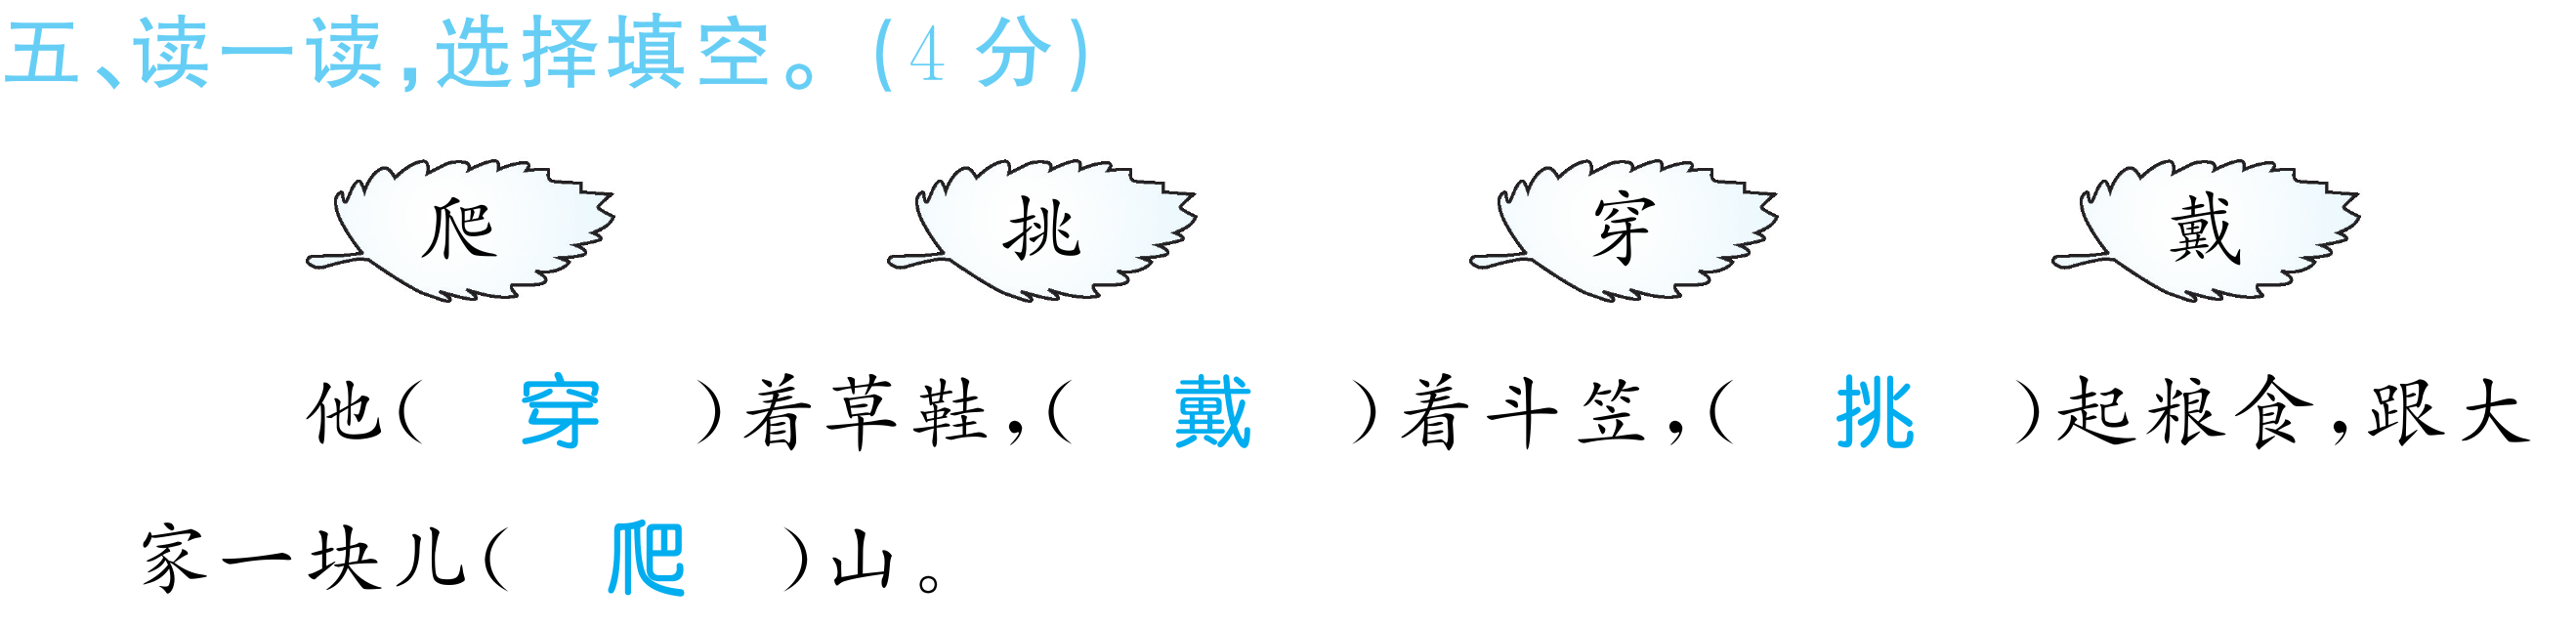 五、读一读,选择填空。(4 分)
爬 挑 穿 戴
他( 穿 )着草鞋,( 戴 )着斗笠,( 挑 )起粮食,跟大
家一块儿( 爬 )山。